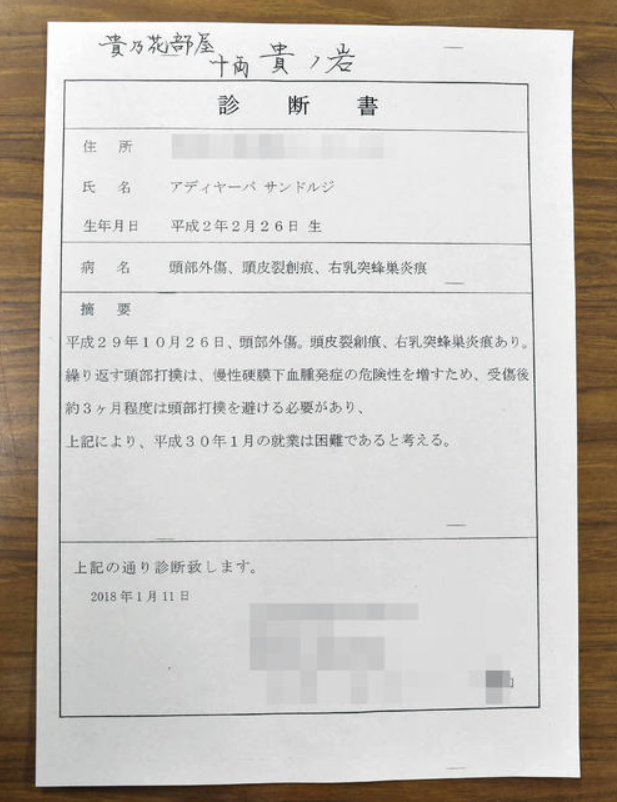 貴乃花部屋
十両 貴ノ岩
診断書
住所
氏名 アディヤーバ サンドルジ
生年月日 平成2年2月26日 生
病名 頭部外傷、頭皮裂創痕、右乳突蜂巣炎痕
摘要
平成29年10月26日、頭部外傷。頭皮裂創痕、右乳突蜂巣炎痕あり。
繰り返す頭部打撲は、慢性硬膜下血腫発症の危険性を増すため、受傷後
約3ヶ月程度は頭部打撲を避ける必要があり、
上記により、平成30年1月の就業は困難であると考える。
上記の通り診断致します。
2018年1月11日